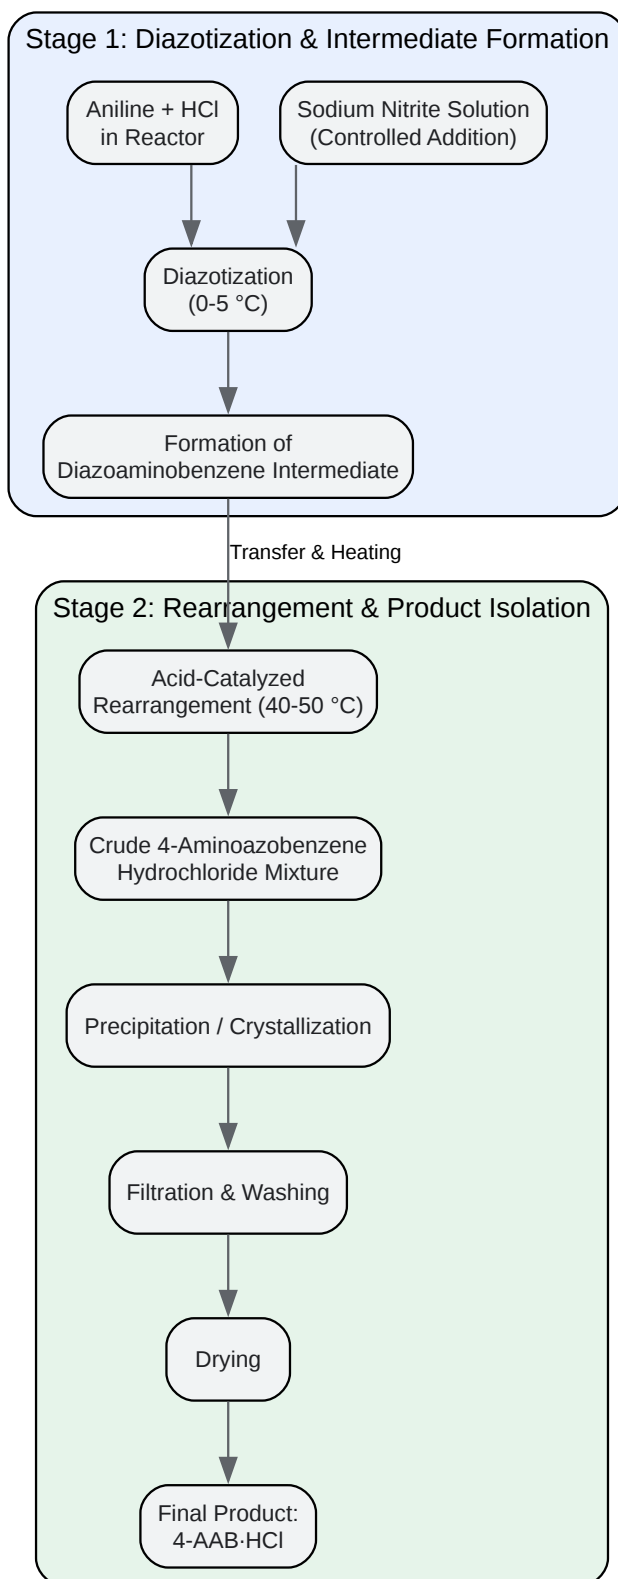 Stage 1: Diazotization & Intermediate Formation
Aniline + HCl
in Reactor
Sodium Nitrite Solution
(Controlled Addition)
Diazotization
(0-5 °C)
Formation of
Diazoaminobenzene Intermediate
Transfer & Heating
Stage 2: Rearrangement & Product Isolation
Acid-Catalyzed
Rearrangement (40-50 °C)
Crude 4-Aminoazobenzene
Hydrochloride Mixture
Precipitation / Crystallization
Filtration & Washing
Drying
Final Product:
4-AAB·HCl